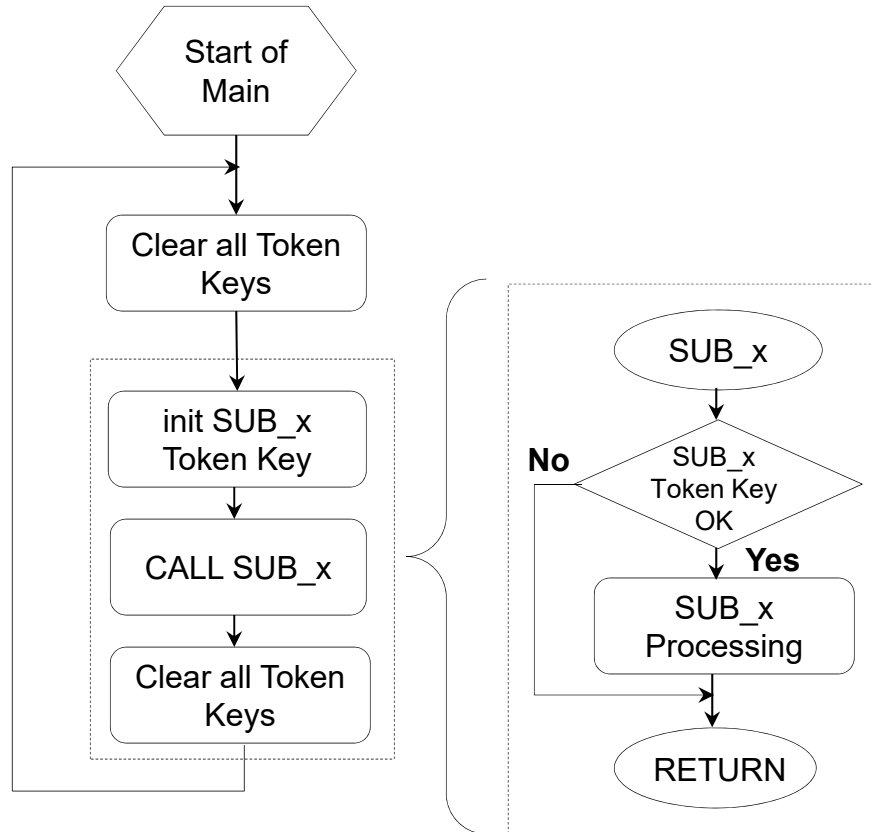 Start of
Main
Clear all Token
Keys
init SUB_x
Token Key
CALL SUB_x
Clear all Token
Keys
SUB_x
No
SUB_x
Token Key
OK
Yes
SUB_x
Processing
RETURN